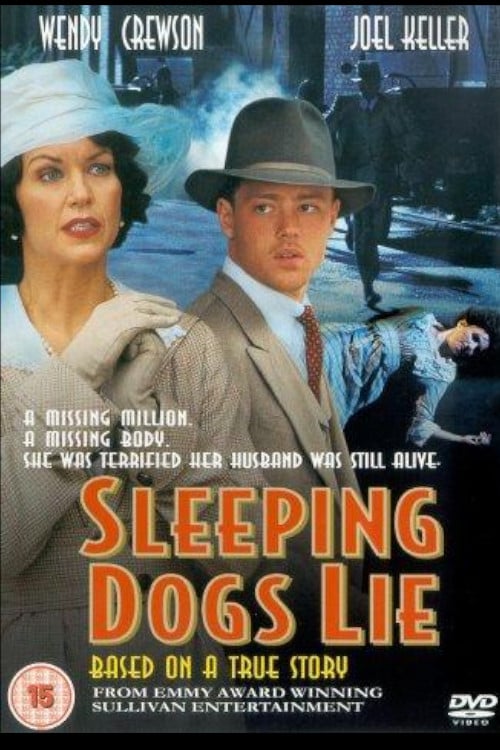 WENDY CREWSON JOEL KELLER
A MISSING MILLION.
A MISSING BODY.
SHE WAS TERRIFIED HER HUSBAND WAS STILL ALIVE.
SLEEPING
DOGS LIE
BASED ON A TRUE STORY
15
FROM EMMY AWARD WINNING
SULLIVAN ENTERTAINMENT
DVD
VIDEO